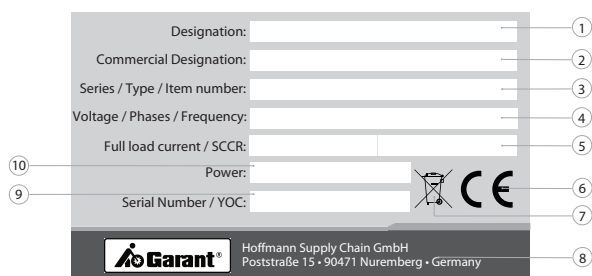 Designation:
1
Commercial Designation:
2
Series / Type / Item number:
3
Voltage / Phases / Frequency:
4
Full load current / SCCR:
5
10
Power:
9
Serial Number / YOC:
CE
6
7
Garant®
Hoffmann Supply Chain GmbH
Poststraße 15 • 90471 Nuremberg • Germany
8